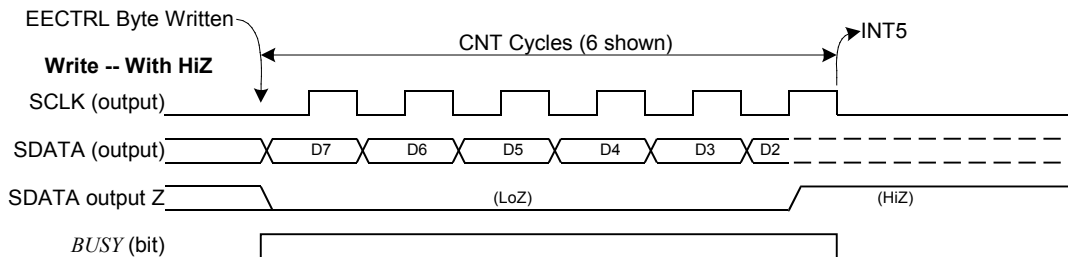 EECTRL Byte Written
CNT Cycles (6 shown)
INT5
Write -- With HiZ
SCLK (output)
SDATA (output) D7 D6 D5 D4 D3 D2
SDATA output Z (LoZ) (HiZ)
BUSY (bit)